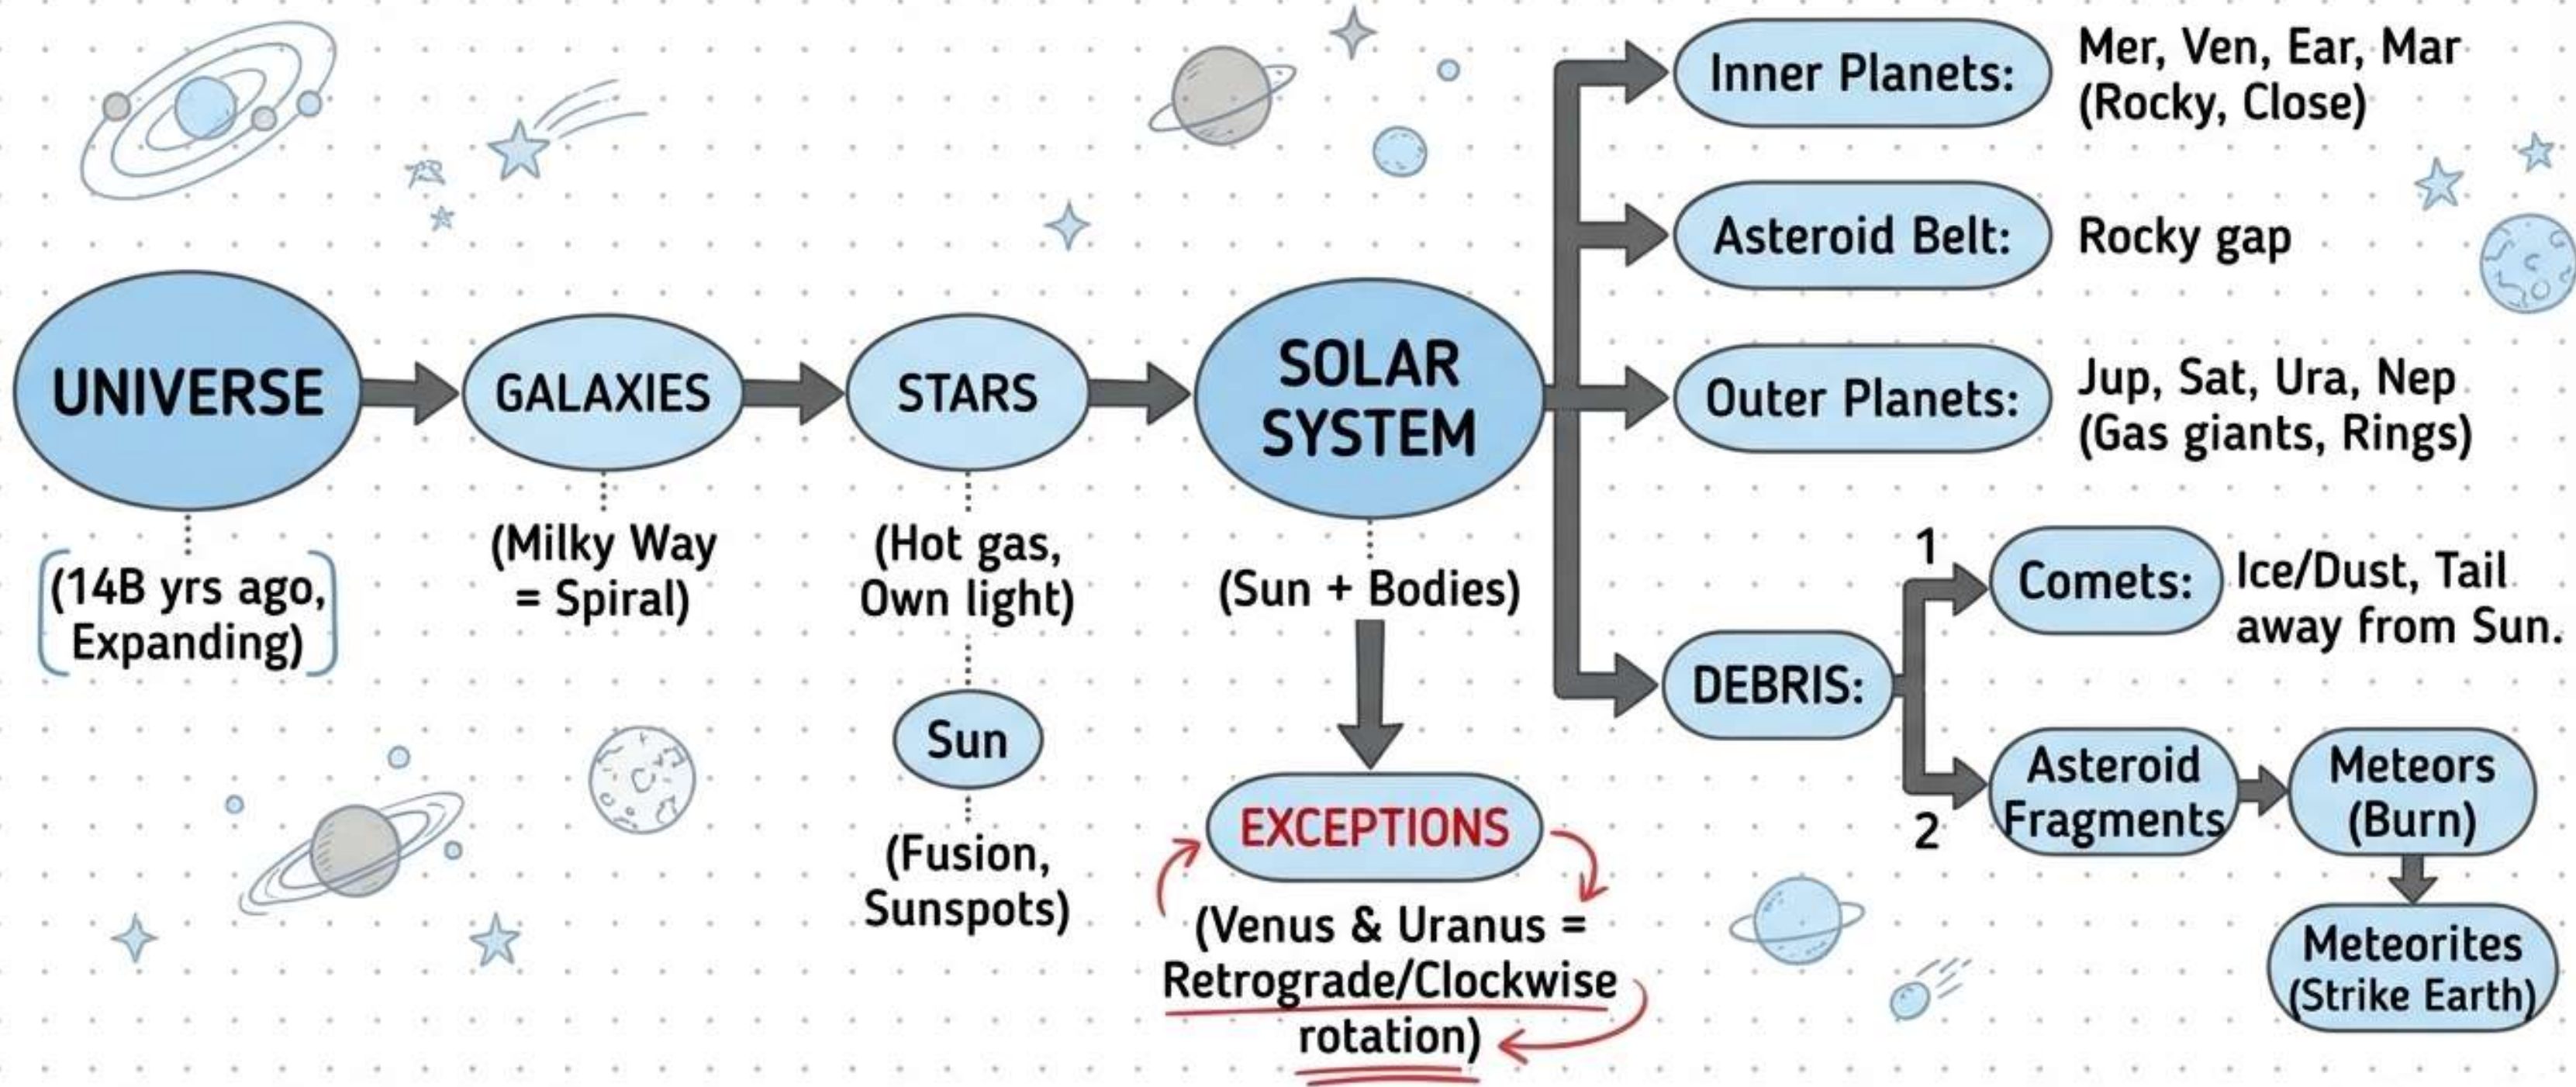 UNIVERSE
(14B yrs ago,
Expanding)
GALAXIES
(Milky Way
= Spiral)
STARS
(Hot gas,
Own light)
Sun
(Fusion,
Sunspots)
SOLAR
SYSTEM
(Sun + Bodies)
EXCEPTIONS
(Venus & Uranus =
Retrograde/Clockwise
rotation)
Inner Planets:
Mer, Ven, Ear, Mar
(Rocky, Close)
Asteroid Belt:
Rocky gap
Outer Planets:
Jup, Sat, Ura, Nep
(Gas giants, Rings)
DEBRIS:
1
Comets:
Ice/Dust, Tail
away from Sun.
2
Asteroid
Fragments
Meteors
(Burn)
Meteorites
(Strike Earth)